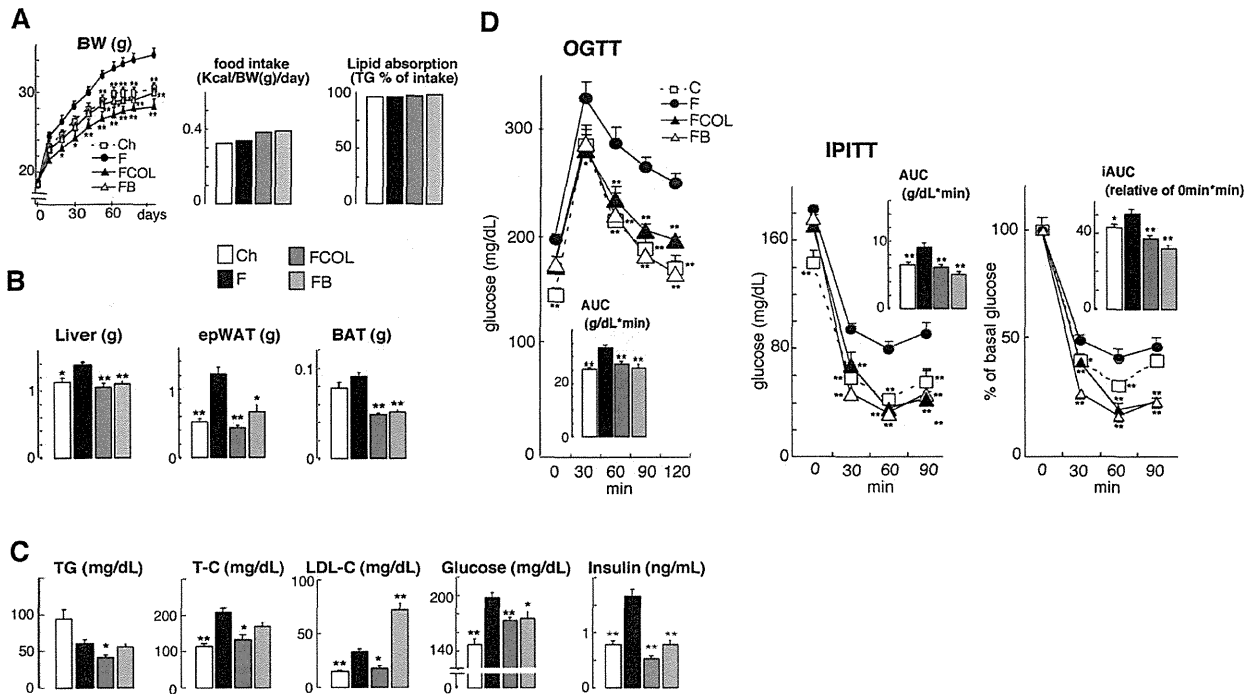 A
BW (g)
30
20
0 30 60 days
Ch
F
FCOL
FB
food intake
(Kcal/BW(g)/day)
0.4
0
Lipid absorption
(TG % of intake)
100
50
0
Ch
F
FCOL
FB
B
Liver (g)
1
0
epWAT (g)
1
0
BAT (g)
0.1
0
C
TG (mg/dL)
100
50
0
T-C (mg/dL)
200
100
0
LDL-C (mg/dL)
100
50
0
Glucose (mg/dL)
200
140
0
Insulin (ng/mL)
1
0
D
OGTT
C
F
FCOL
FB
glucose (mg/dL)
300
200
160
0
AUC
(g/dL*min)
20
0
0 30 60 90 120
min
IPITT
glucose (mg/dL)
160
80
40
0
AUC
(g/dL*min)
10
5
0
0 30 60 90
min
% of basal glucose
100
50
0
iAUC
(relative of 0min*min)
40
0
0 30 60 90
min